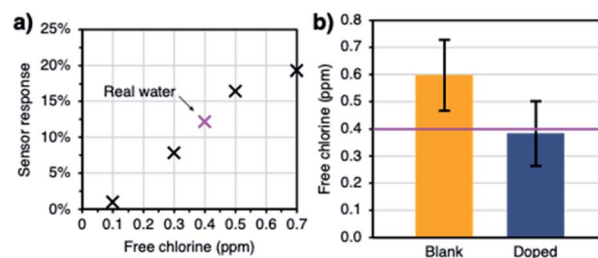 a)
25%
20%
15%
10%
5%
0%
Sensor response
Real water
0 0.1 0.2 0.3 0.4 0.5 0.6 0.7
Free chlorine (ppm)
b)
0.8
0.7
0.6
0.5
0.4
0.3
0.2
0.1
0.0
Free chlorine (ppm)
Blank Doped